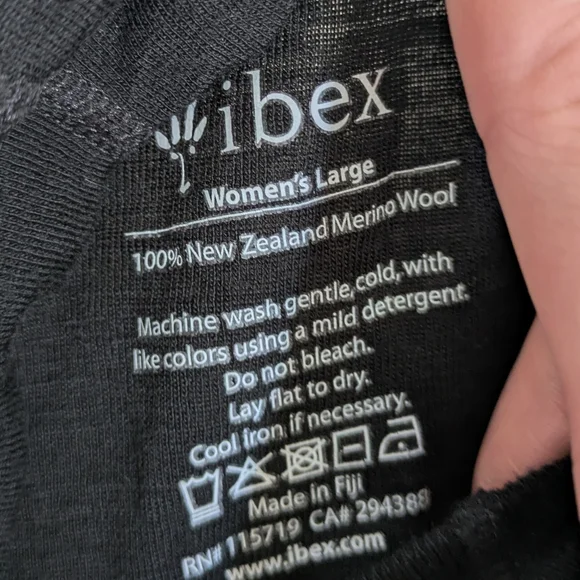 ibex
Women's Large
100% New Zealand Merino Wool
Machine wash gentle, cold, with
like colors using a mild detergent.
Do not bleach.
Lay flat to dry.
Cool iron if necessary.
Made in Fiji
RN# 115719 CA# 294389
www.ibex.com